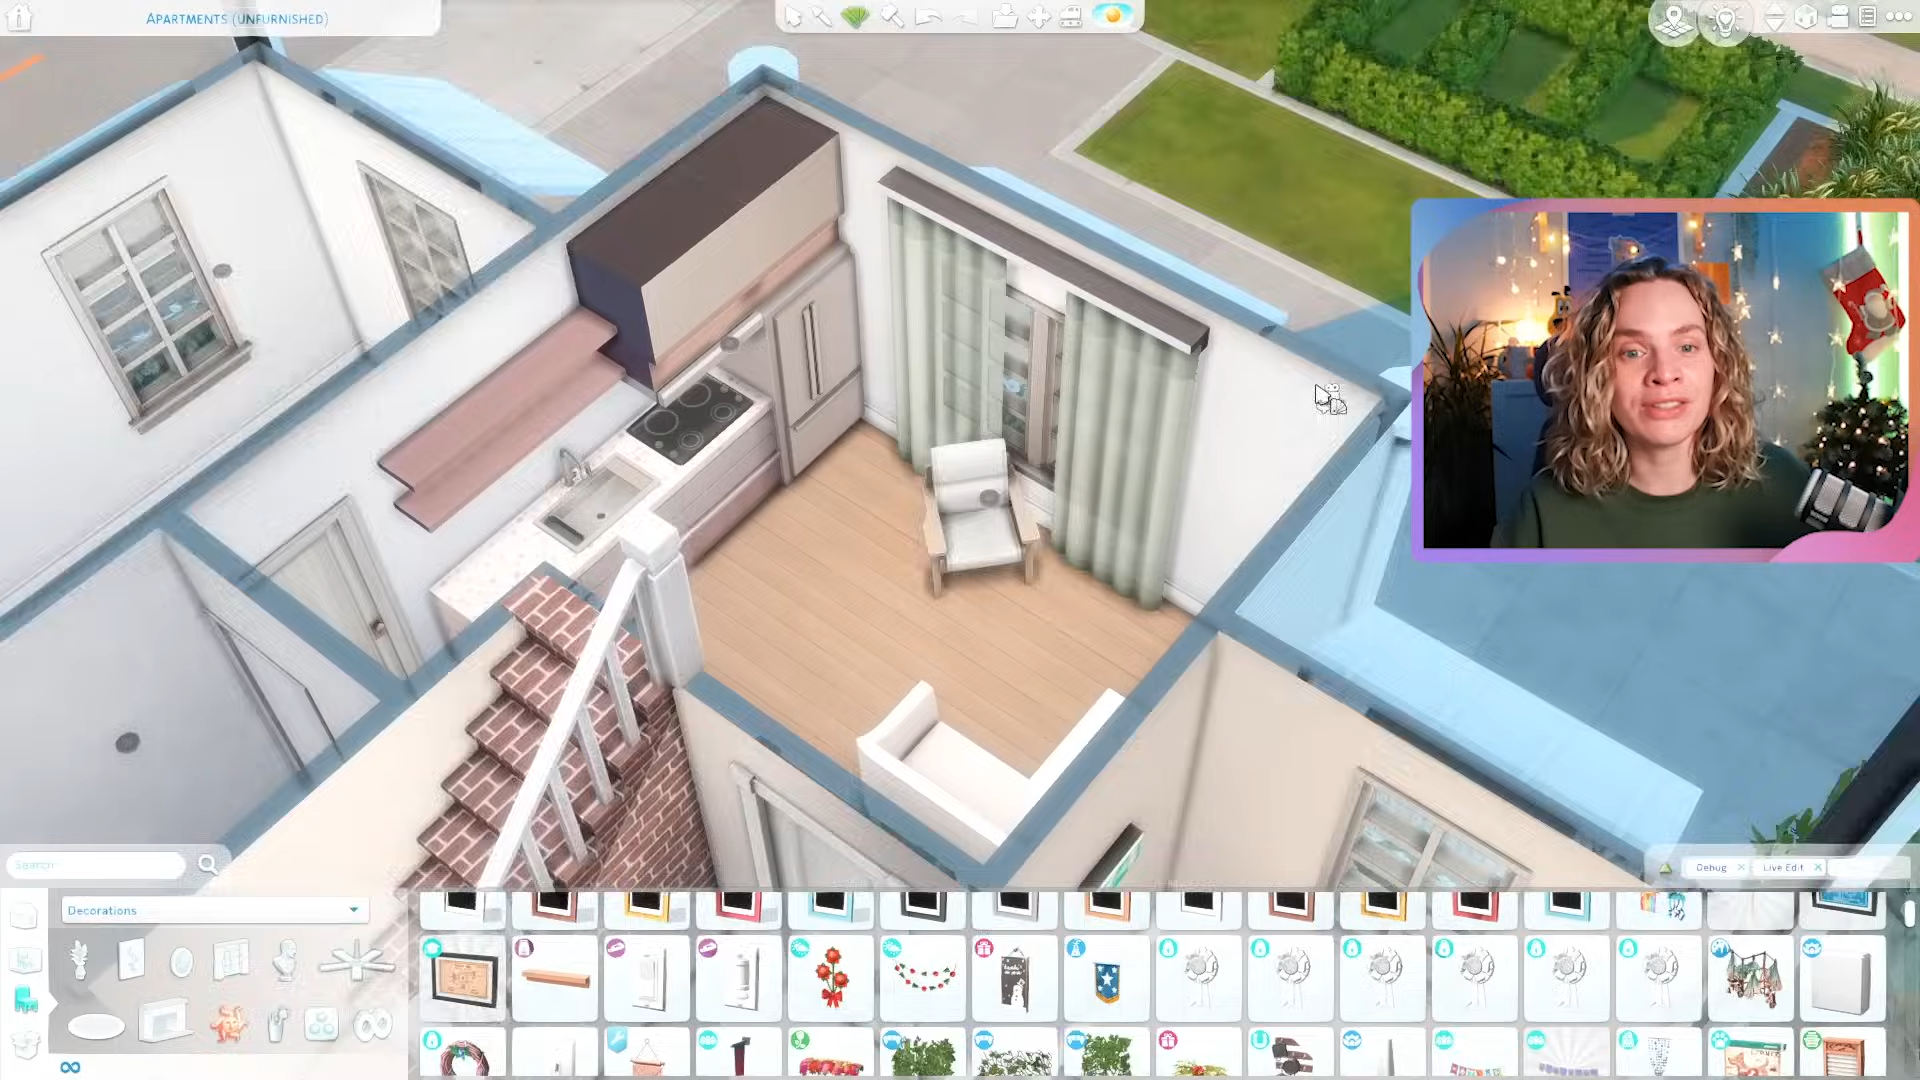 APARTMENTS (UNFURNISHED)
Search
Debug
Live Edit
Decorations